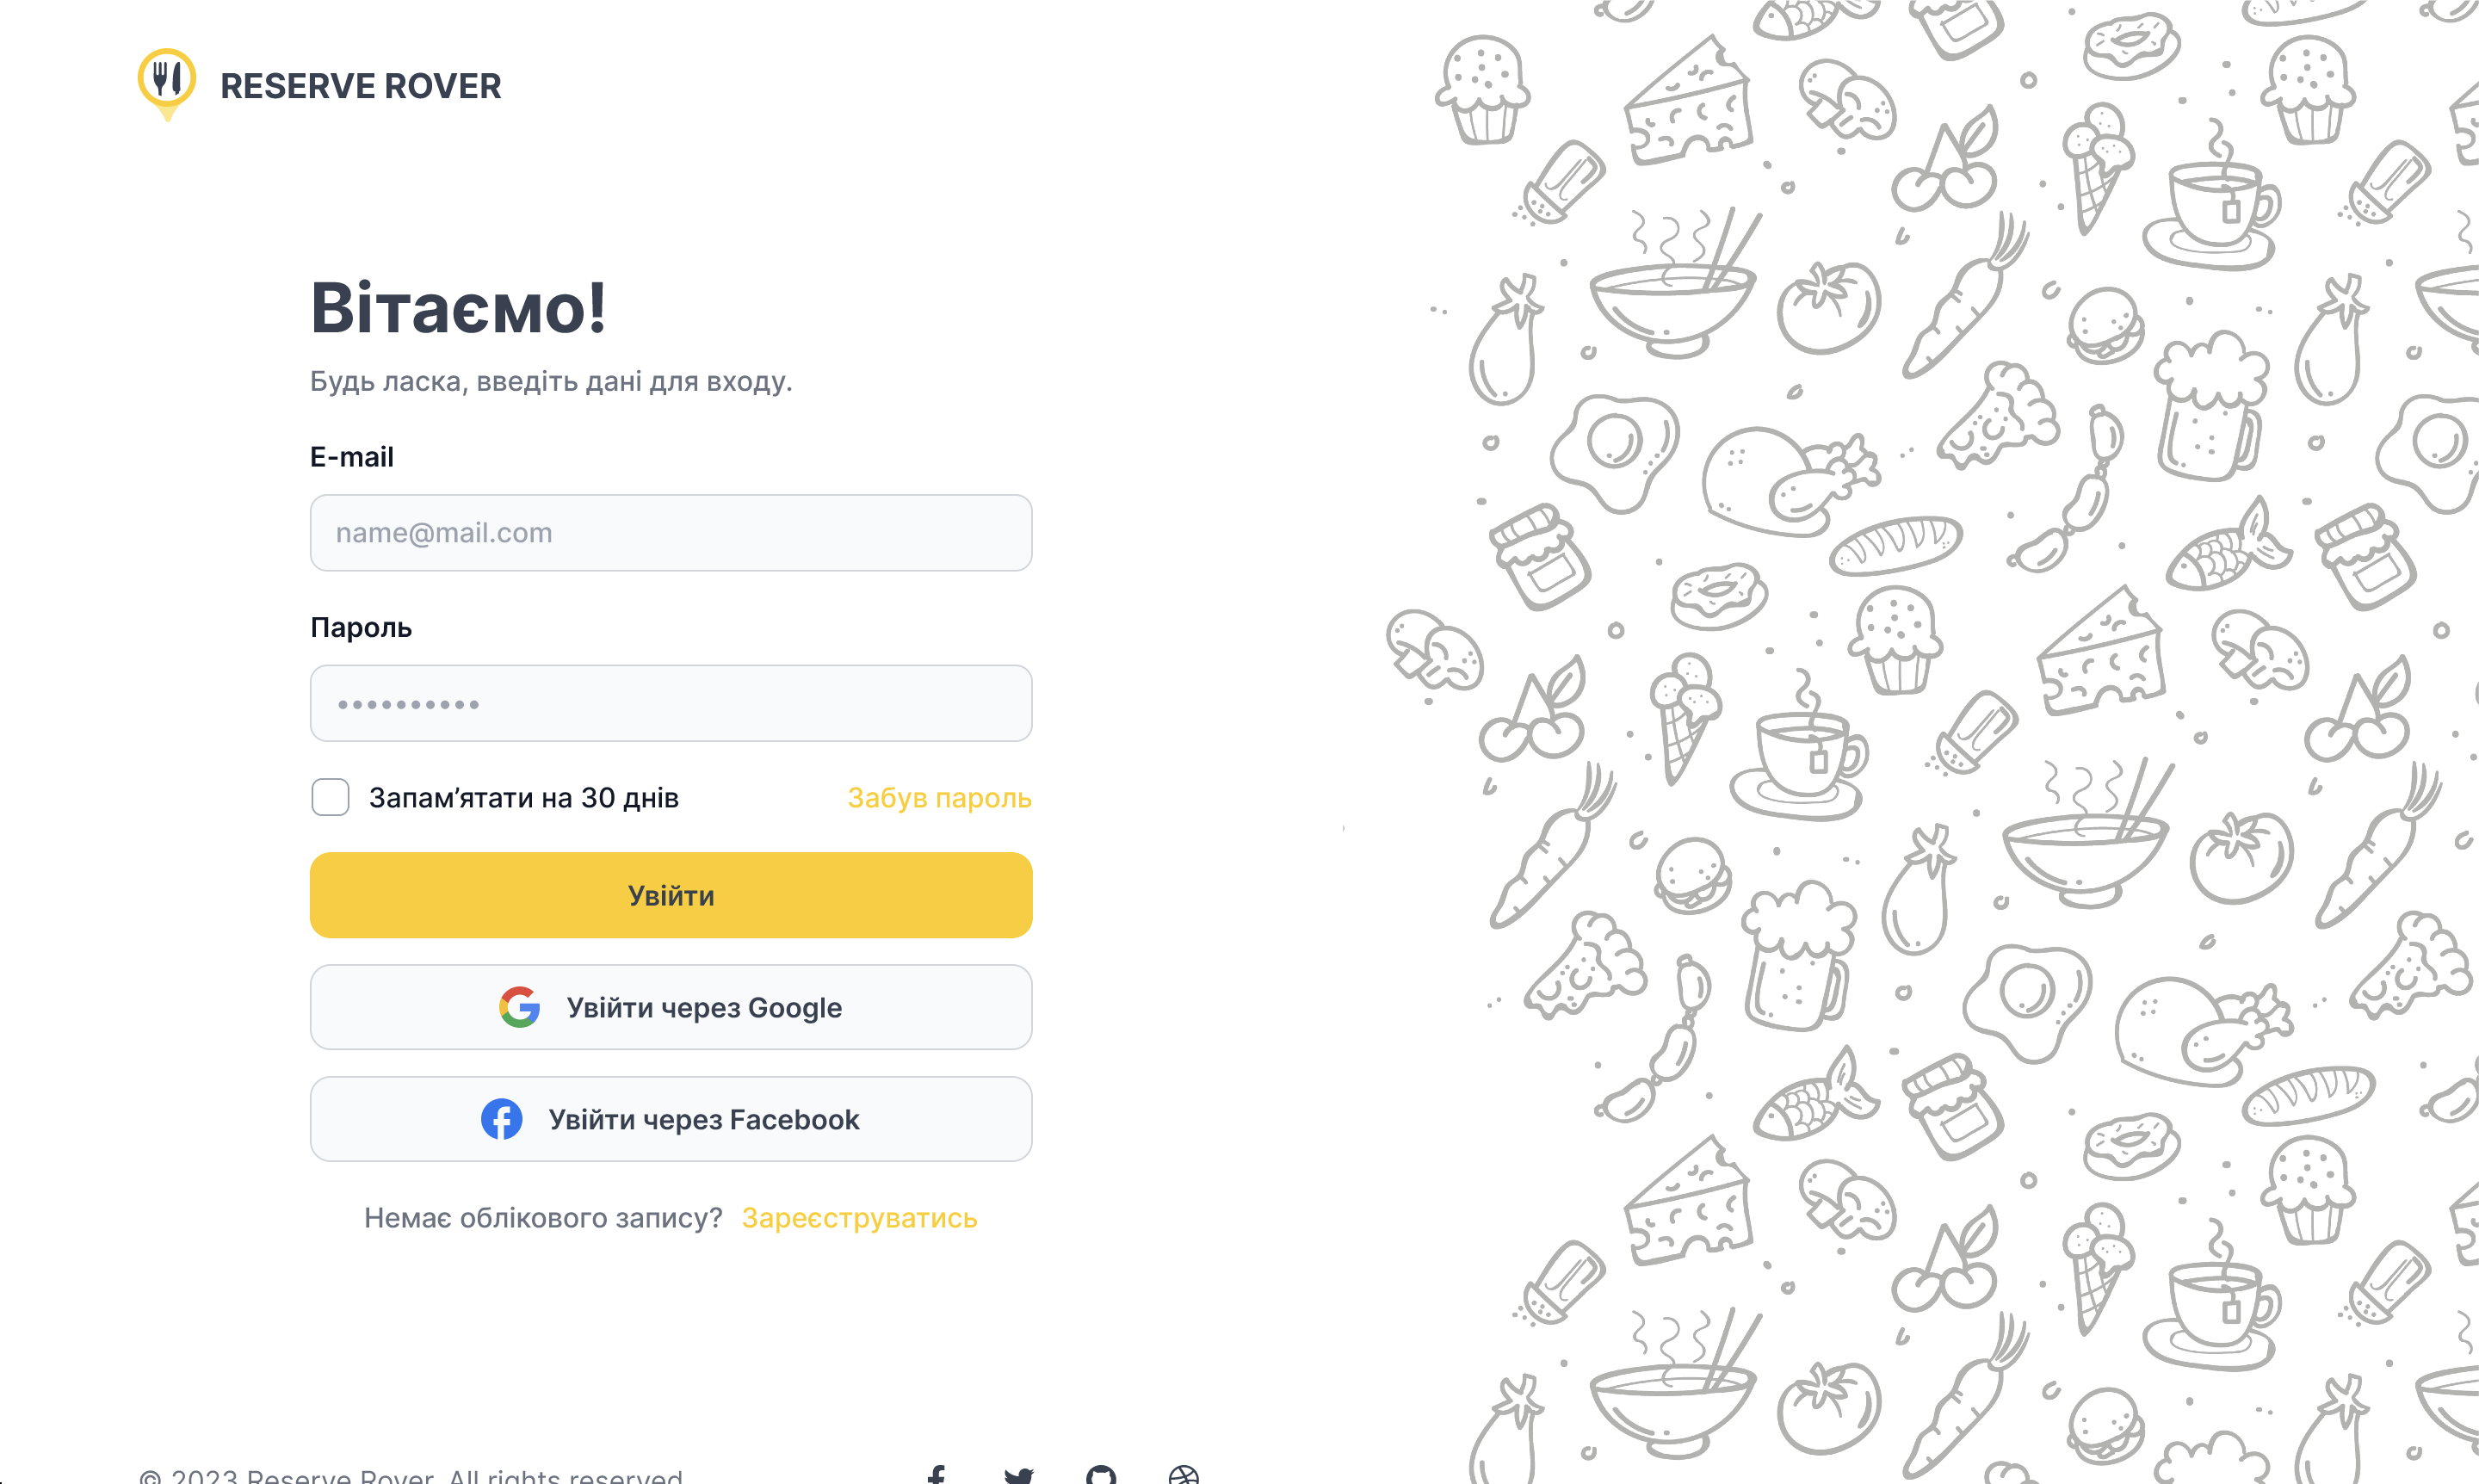 RESERVE ROVER
Вітаємо!
Будь ласка, введіть дані для входу.
E-mail
name@mail.com
Пароль
••••••••••
Запам’ятати на 30 днів
Забув пароль
Увійти
Увійти через Google
Увійти через Facebook
Немає облікового запису? Зареєструватись
© 2023 Reserve Rover. All rights reserved